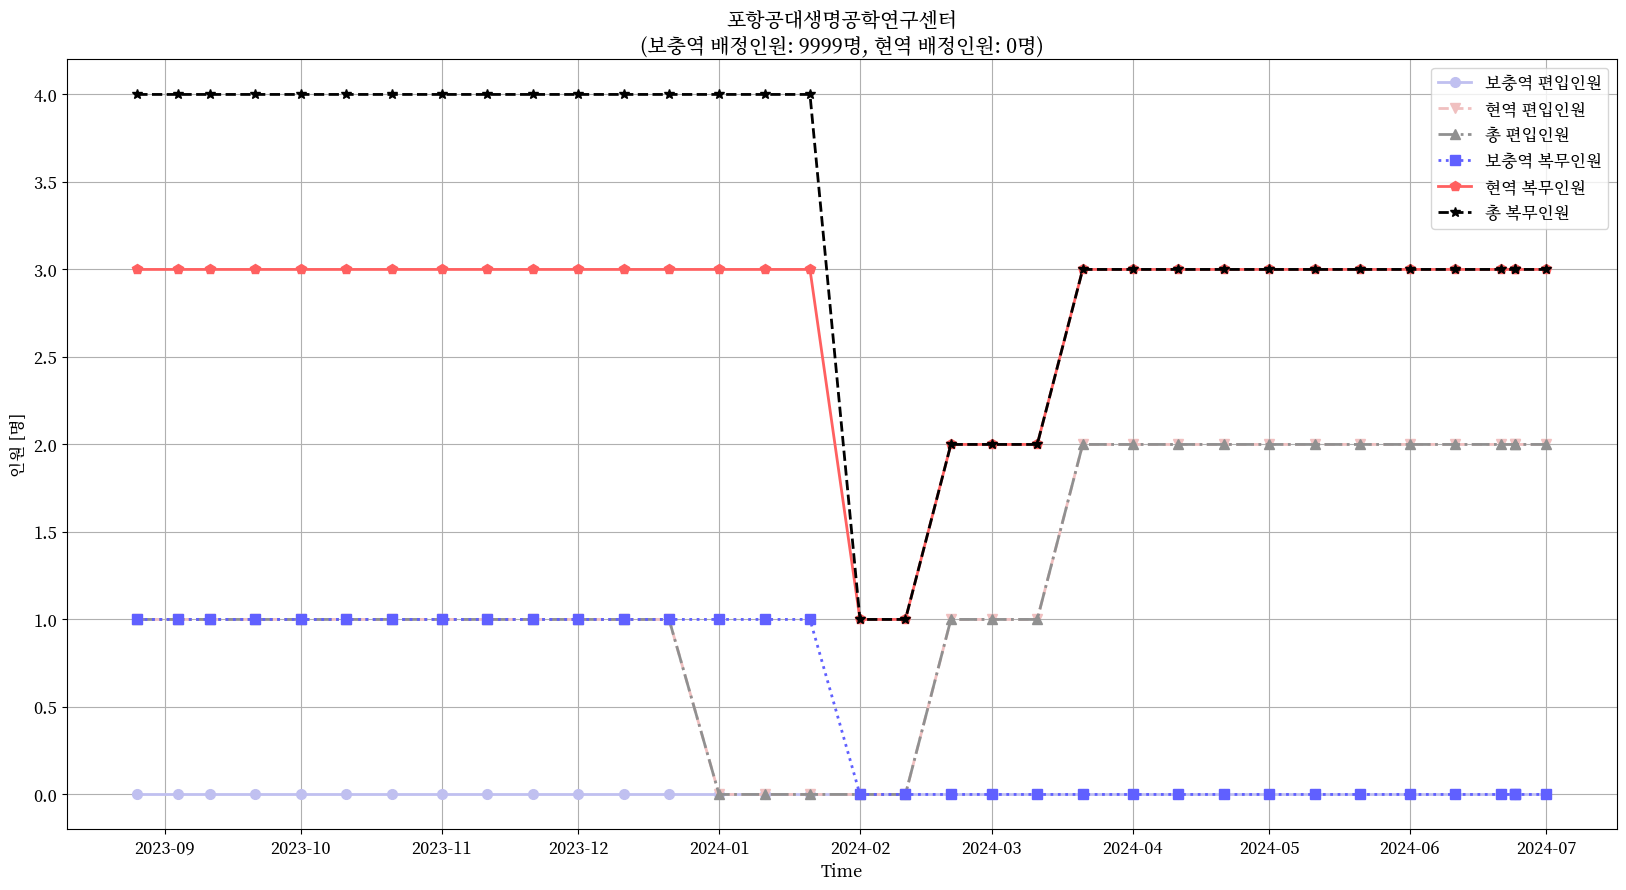 포항공대생명공학연구센터
(보충역 배정인원: 9999명, 현역 배정인원: 0명)
보충역 편입인원
현역 편입인원
총 편입인원
보충역 복무인원
현역 복무인원
총 복무인원
4.0
3.5
3.0
2.5
2.0
1.5
1.0
0.5
0.0
인원 [명]
2023-09 2023-10 2023-11 2023-12 2024-01 2024-02 2024-03 2024-04 2024-05 2024-06 2024-07
Time